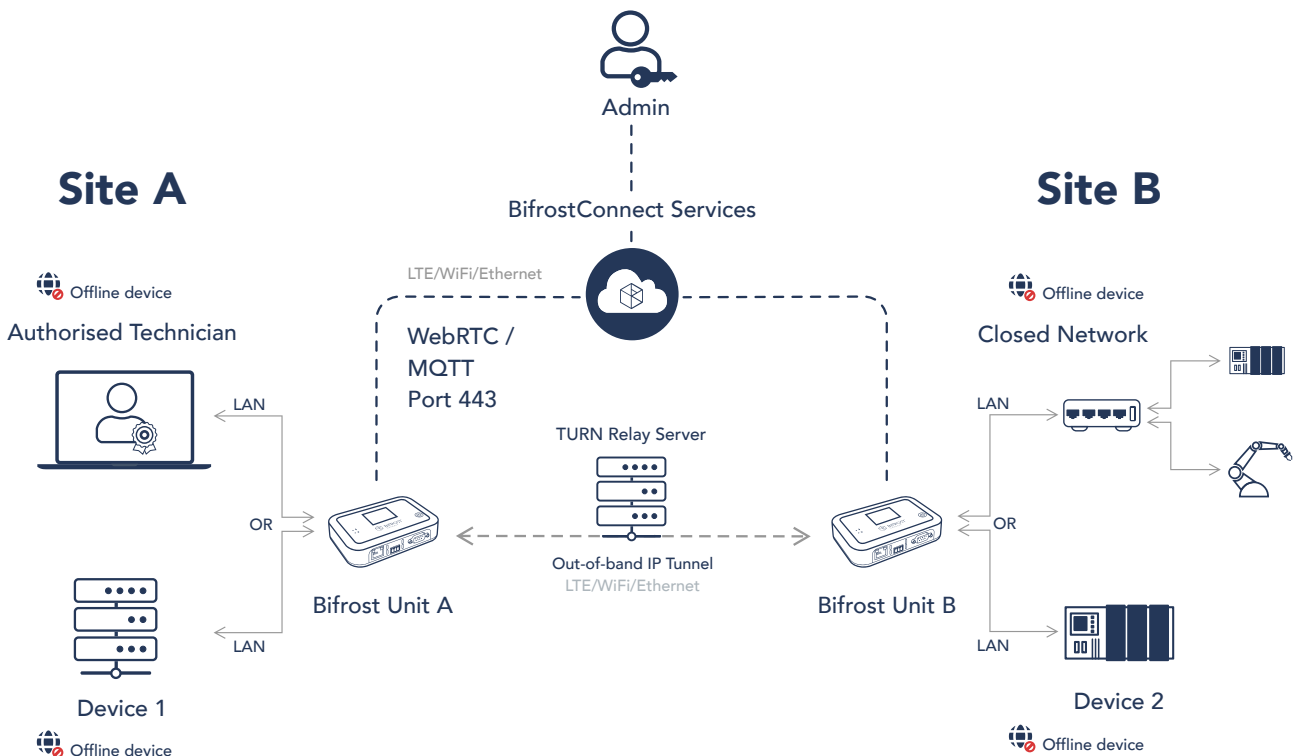 Admin
Site A
Site B
BifrostConnect Services
LTE/WiFi/Ethernet
Offline device
Offline device
Authorised Technician
WebRTC /
MQTT
Port 443
Closed Network
LAN
LAN
TURN Relay Server
OR
OR
Out-of-band IP Tunnel
LTE/WiFi/Ethernet
Bifrost Unit A
Bifrost Unit B
LAN
LAN
Device 1
Device 2
Offline device
Offline device